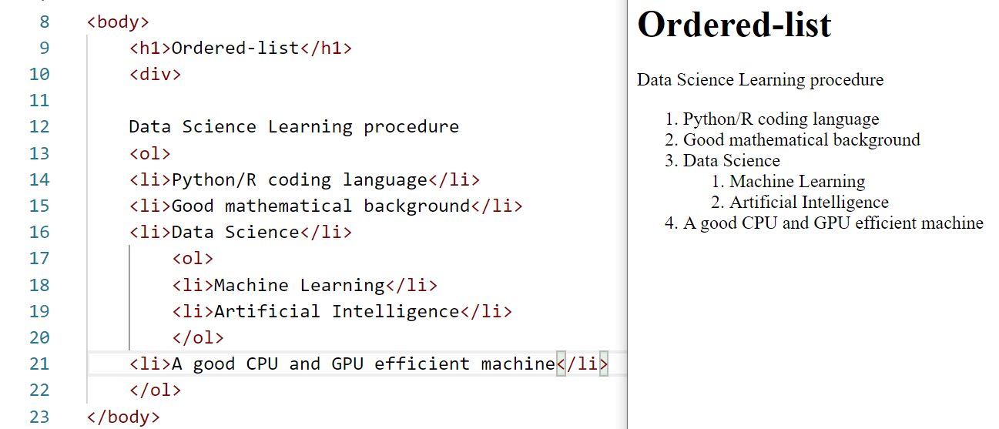 8 <body>
9 <h1>Ordered-list</h1>
10 <div>
11
12 Data Science Learning procedure
13 <ol>
14 <li>Python/R coding language</li>
15 <li>Good mathematical background</li>
16 <li>Data Science</li>
17 <ol>
18 <li>Machine Learning</li>
19 <li>Artificial Intelligence</li>
20 </ol>
21 <li>A good CPU and GPU efficient machine</li>
22 </ol>
23 </body>
Ordered-list
Data Science Learning procedure
1. Python/R coding language
2. Good mathematical background
3. Data Science
1. Machine Learning
2. Artificial Intelligence
4. A good CPU and GPU efficient machine